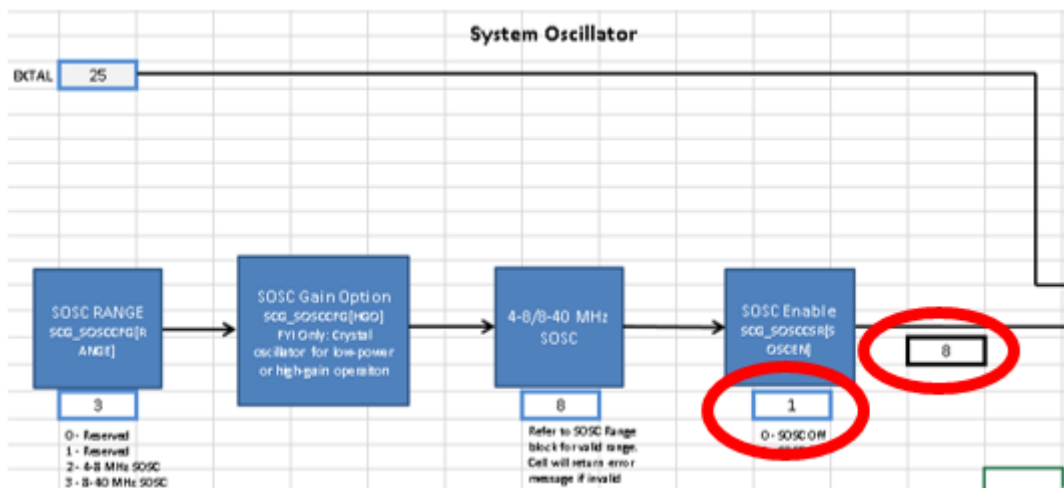 System Oscillator
EXTAL 25
SOSC RANGE
SCG_SOSCCFG[R
ANGE]
SOSC Gain Option
SCG_SOSCCFG[HGO]
FYI Only: Crystal
oscillator for low-power
or high-gain operation
4-8/8-40 MHz
SOSC
SOSC Enable
SCG_SOSCCSR[S
OSCEN]
8
3
8
1
0 - Reserved
1 - Reserved
2 - 4-8 MHz SOSC
3 - 8-40 MHz SOSC
Refer to SOSC Range
block for valid range.
Cell will return error
message if invalid
0 - SOSC Off